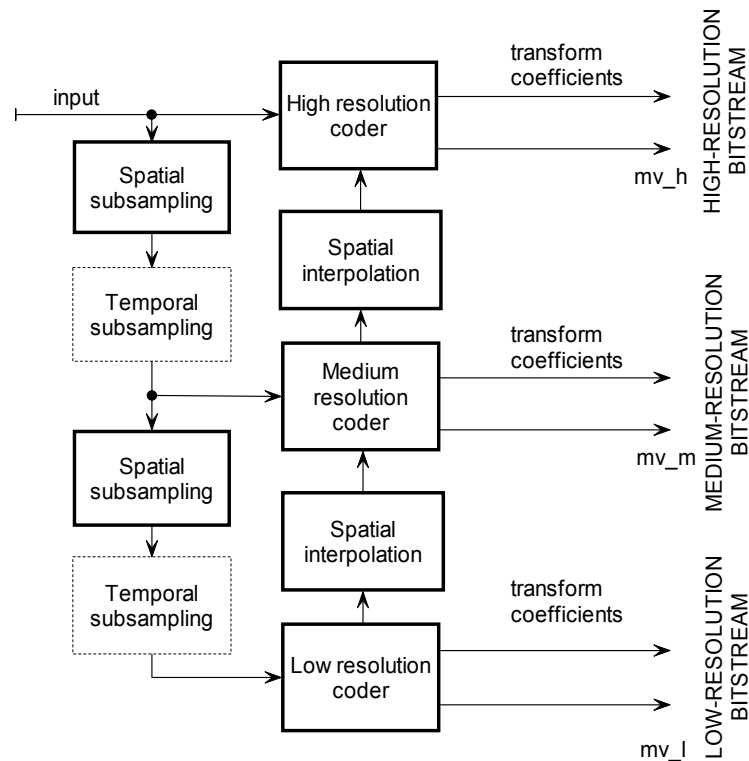 input
Spatial
subsampling
Temporal
subsampling
Spatial
subsampling
Temporal
subsampling
High resolution
coder
Spatial
interpolation
Medium
resolution
coder
Spatial
interpolation
Low resolution
coder
transform
coefficients
mv_h
transform
coefficients
mv_m
transform
coefficients
mv_l
HIGH-RESOLUTION
BITSTREAM
MEDIUM-RESOLUTION
BITSTREAM
LOW-RESOLUTION
BITSTREAM